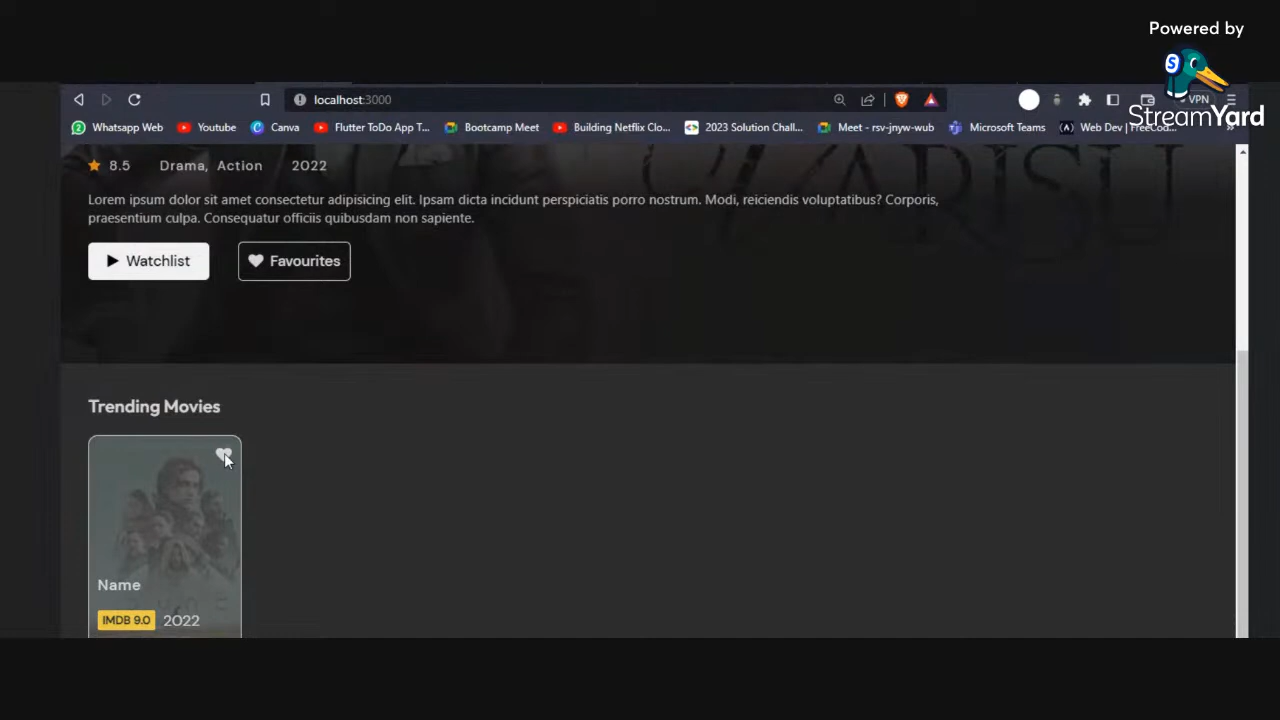 Powered by
S
StreamYard
localhost:3000
VPN
Whatsapp Web
Youtube
Canva
Flutter ToDo App T...
Bootcamp Meet
Building Netflix Clo...
2023 Solution Chall...
Meet - rsv-jnyw-wub
Microsoft Teams
(A) Web Dev | FreeCod...
ARISU
8.5 Drama, Action 2022
Lorem ipsum dolor sit amet consectetur adipisicing elit. Ipsam dicta incidunt perspiciatis porro nostrum. Modi, reiciendis voluptatibus? Corporis,
praesentium culpa. Consequatur officiis quibusdam non sapiente.
Watchlist
Favourites
Trending Movies
Name
IMDB 9.0 2022